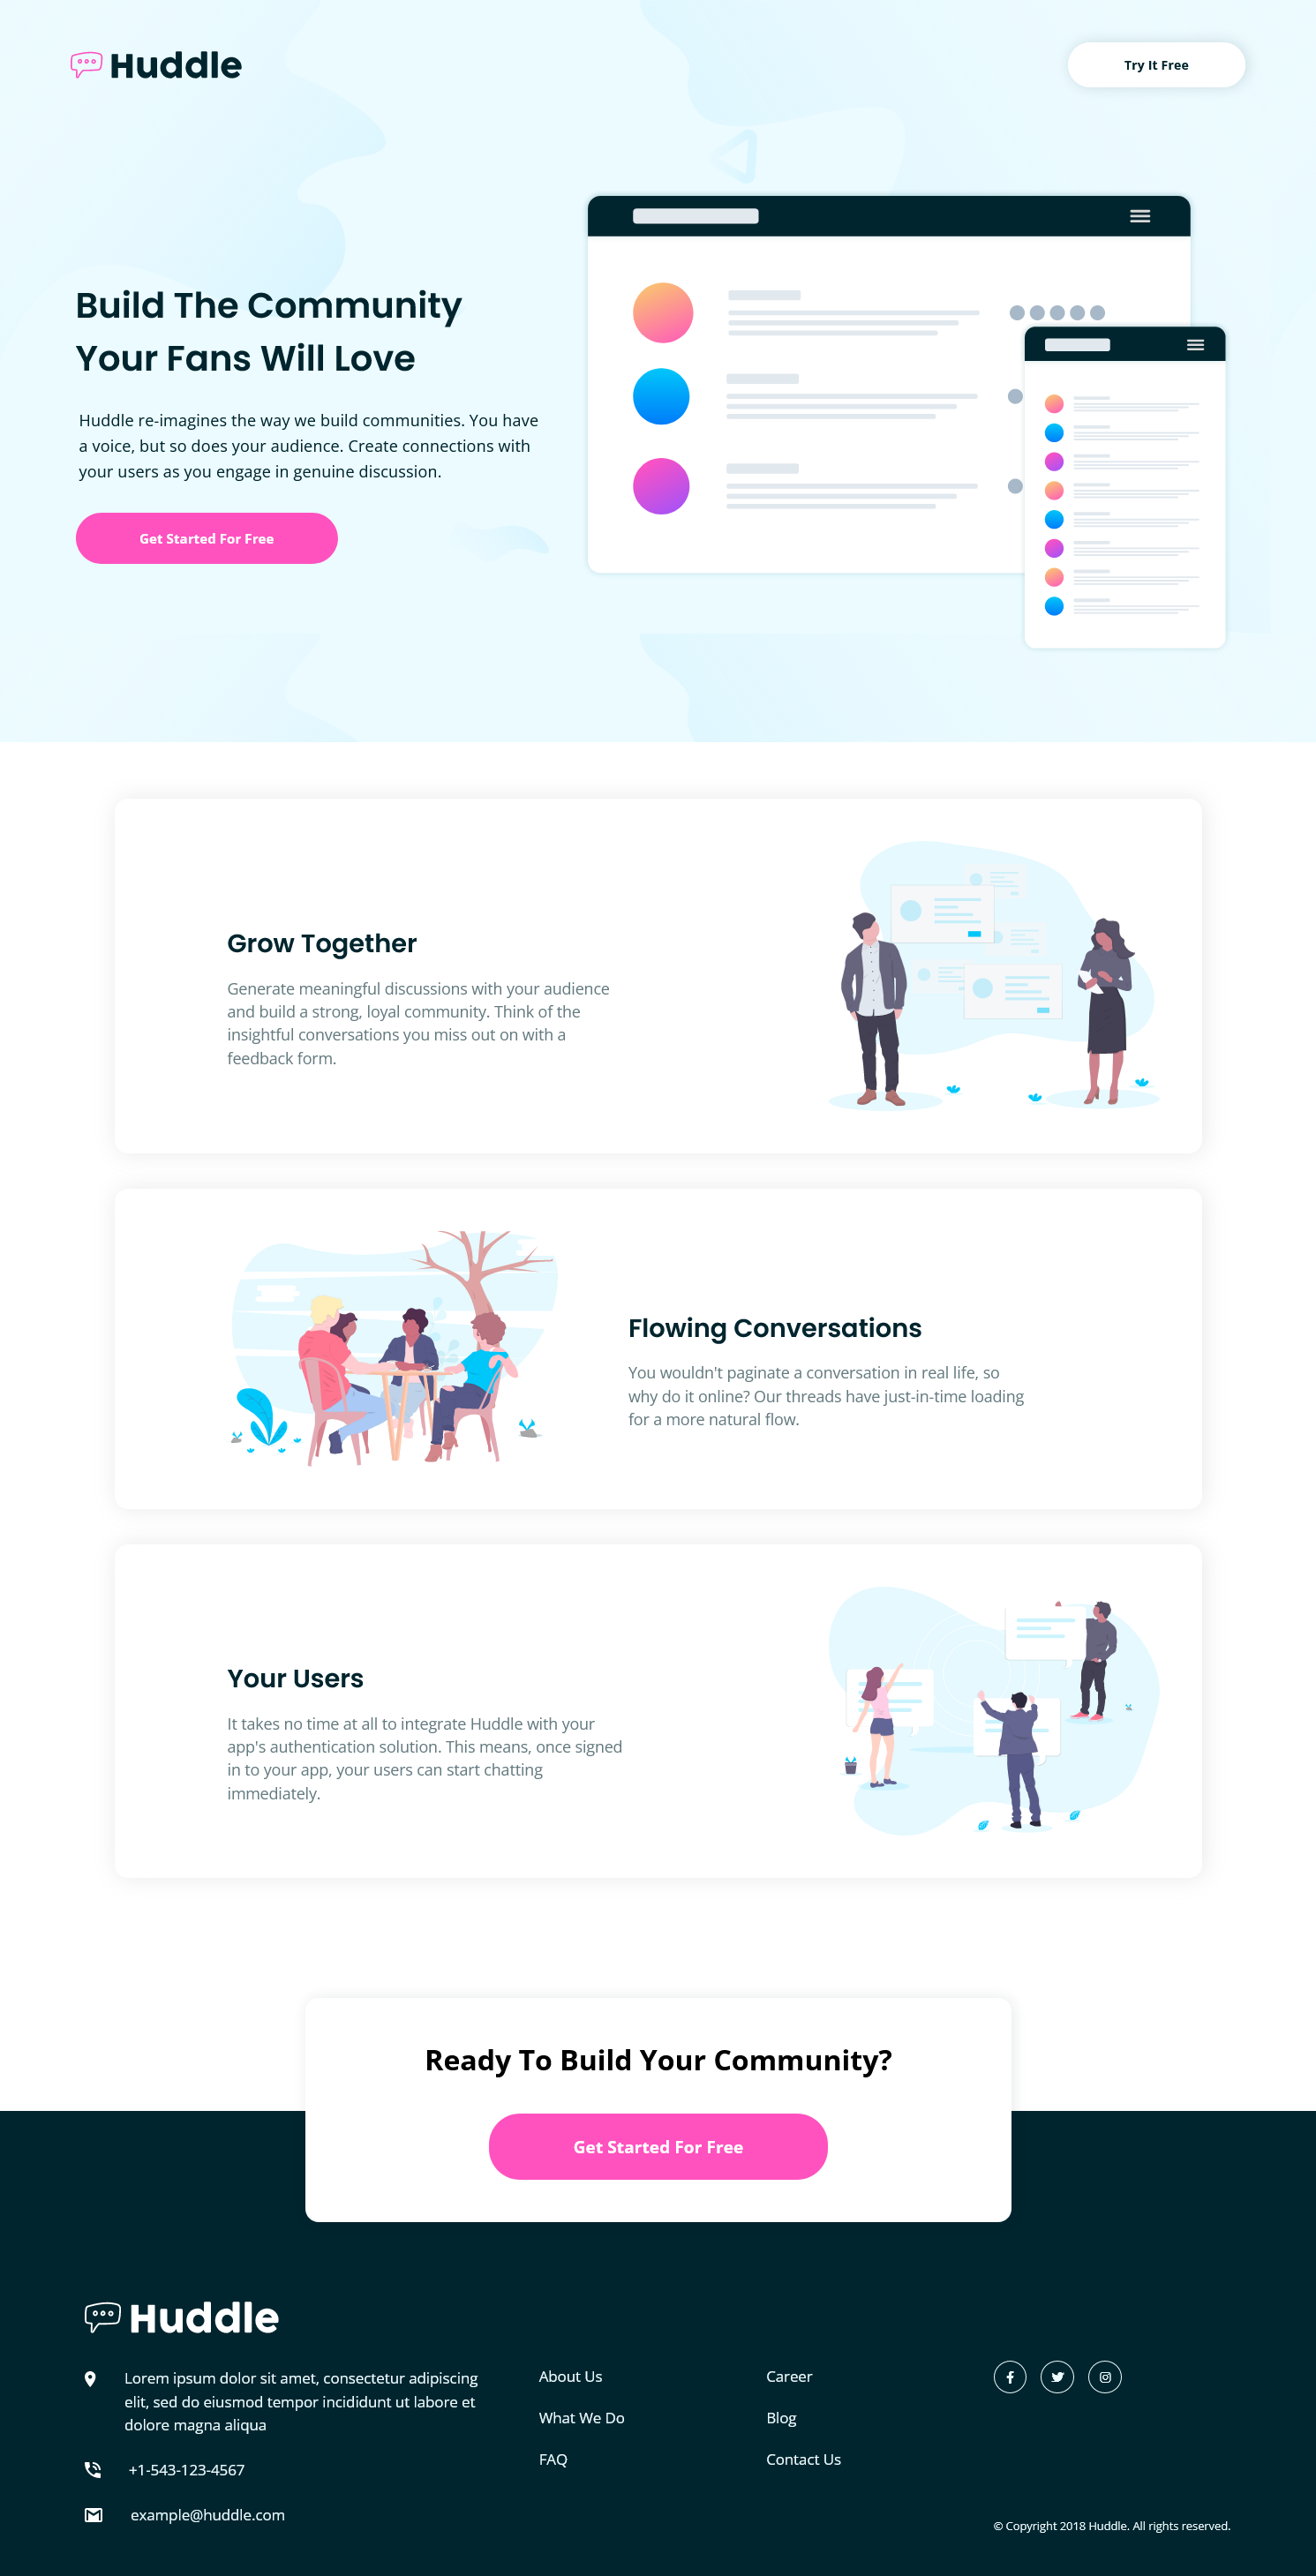 Huddle
Try It Free
Build The Community
Your Fans Will Love
Huddle re-imagines the way we build communities. You have
a voice, but so does your audience. Create connections with
your users as you engage in genuine discussion.
Get Started For Free
Grow Together
Generate meaningful discussions with your audience
and build a strong, loyal community. Think of the
insightful conversations you miss out on with a
feedback form.
Flowing Conversations
You wouldn't paginate a conversation in real life, so
why do it online? Our threads have just-in-time loading
for a more natural flow.
Your Users
It takes no time at all to integrate Huddle with your
app's authentication solution. This means, once signed
in to your app, your users can start chatting
immediately.
Ready To Build Your Community?
Get Started For Free
Huddle
Lorem ipsum dolor sit amet, consectetur adipiscing
elit, sed do eiusmod tempor incididunt ut labore et
dolore magna aliqua
+1-543-123-4567
example@huddle.com
About Us
What We Do
FAQ
Career
Blog
Contact Us
© Copyright 2018 Huddle. All rights reserved.